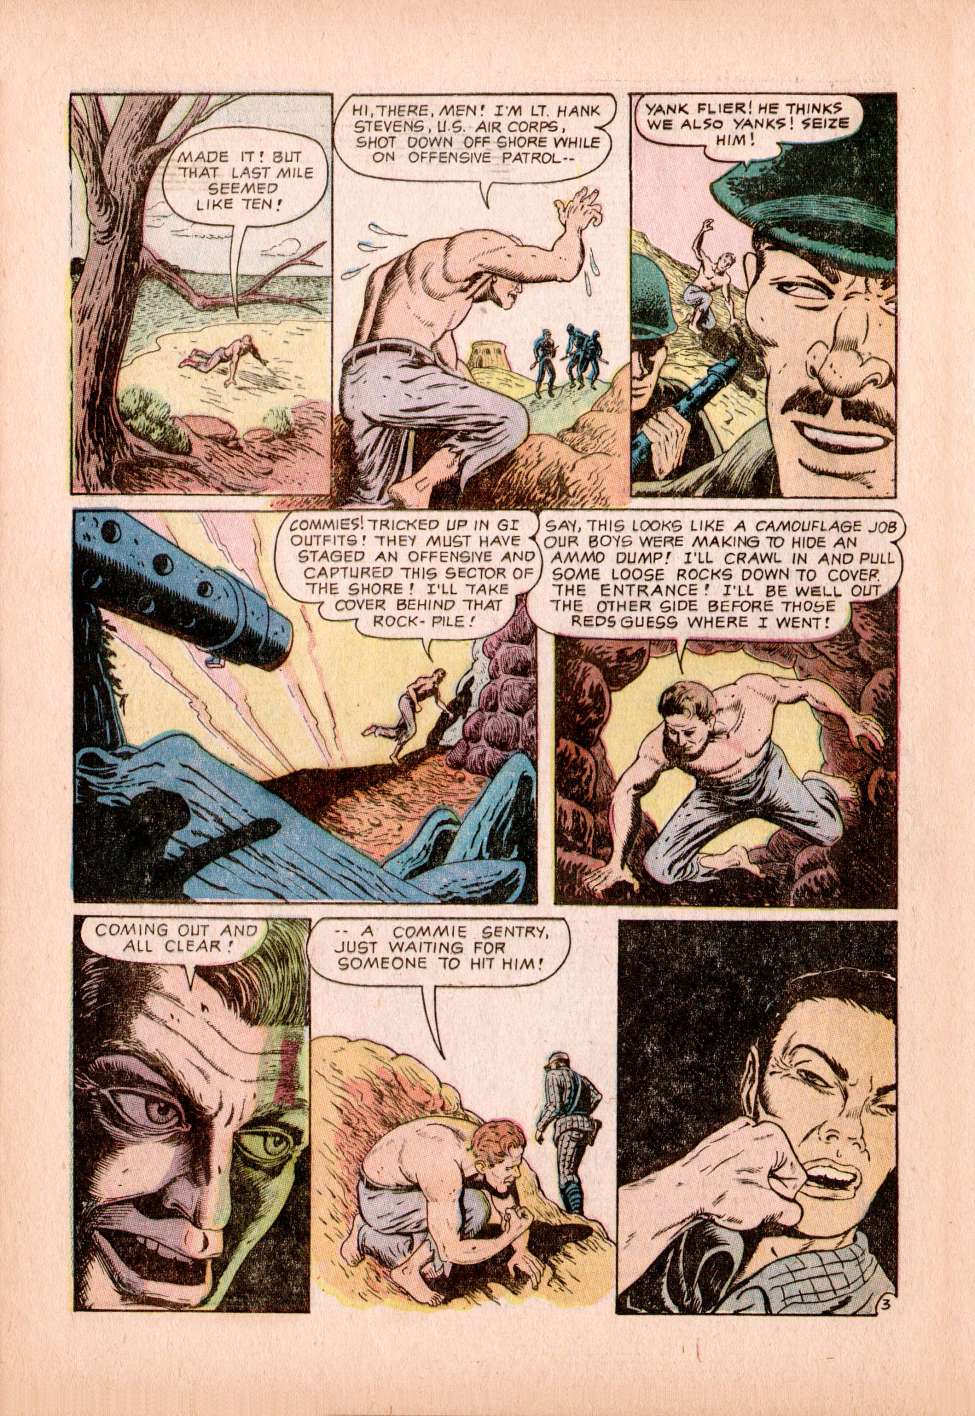 MADE IT! BUT
THAT LAST MILE
SEEMED
LIKE TEN!
HI, THERE, MEN! I'M LT. HANK
STEVENS, U.S. AIR CORPS,
SHOT DOWN OFF SHORE WHILE
ON OFFENSIVE PATROL--
YANK FLIER! HE THINKS
WE ALSO YANKS! SEIZE
HIM!
COMMIES! TRICKED UP IN GI
OUTFITS! THEY MUST HAVE
STAGED AN OFFENSIVE AND
CAPTURED THIS SECTOR OF
THE SHORE! I'LL TAKE
COVER BEHIND THAT
ROCK-PILE!
SAY, THIS LOOKS LIKE A CAMOUFLAGE JOB
OUR BOYS WERE MAKING TO HIDE AN
AMMO DUMP! I'LL CRAWL IN AND PULL
SOME LOOSE ROCKS DOWN TO COVER
THE ENTRANCE! I'LL BE WELL OUT
THE OTHER SIDE BEFORE THOSE
REDS GUESS WHERE I WENT!
COMING OUT AND
ALL CLEAR!
-- A COMMIE SENTRY,
JUST WAITING FOR
SOMEONE TO HIT HIM!
3